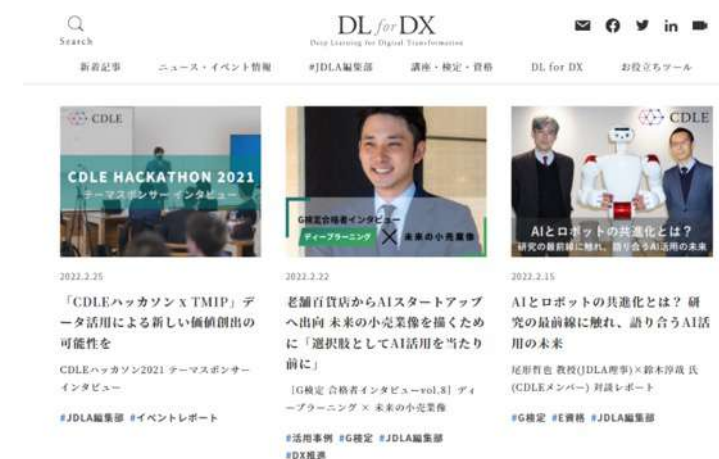 Search
DL for DX
Deep Learning for Digital Transformation
新着記事
ニュース・イベント情報
#JDLA編集部
講座・検定・資格
DL for DX
お役立ちツール
CDLE
CDLE HACKATHON 2021
テーマスポンサー インタビュー
2022.2.25
「CDLEハッカソン x TMIP」デ
ータ活用による新しい価値創出の
可能性を
CDLEハッカソン2021 テーマスポンサー
インタビュー
#JDLA編集部 #イベントレポート
G検定合格者インタビュー
ディープラーニング × 未来の小売業像
2022.2.22
老舗百貨店からAIスタートアップ
へ出向 未来の小売業像を描くため
に「選択肢としてAI活用を当たり
前に」
[G検定 合格者インタビューvol.8] ディ
ープラーニング × 未来の小売業像
#活用事例 #G検定 #JDLA編集部
#DX推進
CDLE
AIとロボットの共進化とは?
研究の最前線に触れ、語り合うAI活用の未来
2022.2.15
AIとロボットの共進化とは? 研
究の最前線に触れ、語り合うAI活
用の未来
尾形哲也 教授(JDLA理事)×鈴木淳哉 氏
(CDLEメンバー) 対談レポート
#G検定 #E資格 #JDLA編集部